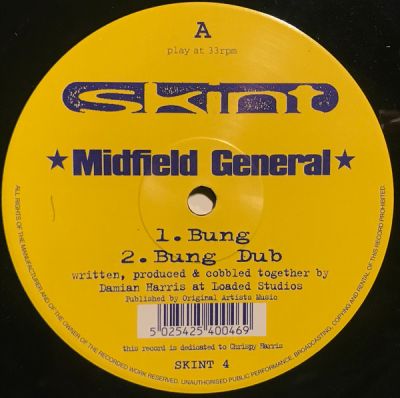 A
play at 33rpm
Skint
★ Midfield General ★
1. Bung
2. Bung Dub
written, produced & cobbled together by
Damian Harris at Loaded Studios
Published by Original Artists Music
5 025425 400469
this record is dedicated to Chrispy Harris
SKINT 4
ALL RIGHTS OF THE MANUFACTURER AND OF THE OWNER OF THE RECORDED WORK RESERVED. UNAUTHORISED PUBLIC PERFORMANCE, BROADCASTING, COPYING AND RENTAL OF THIS RECORD PROHIBITED.